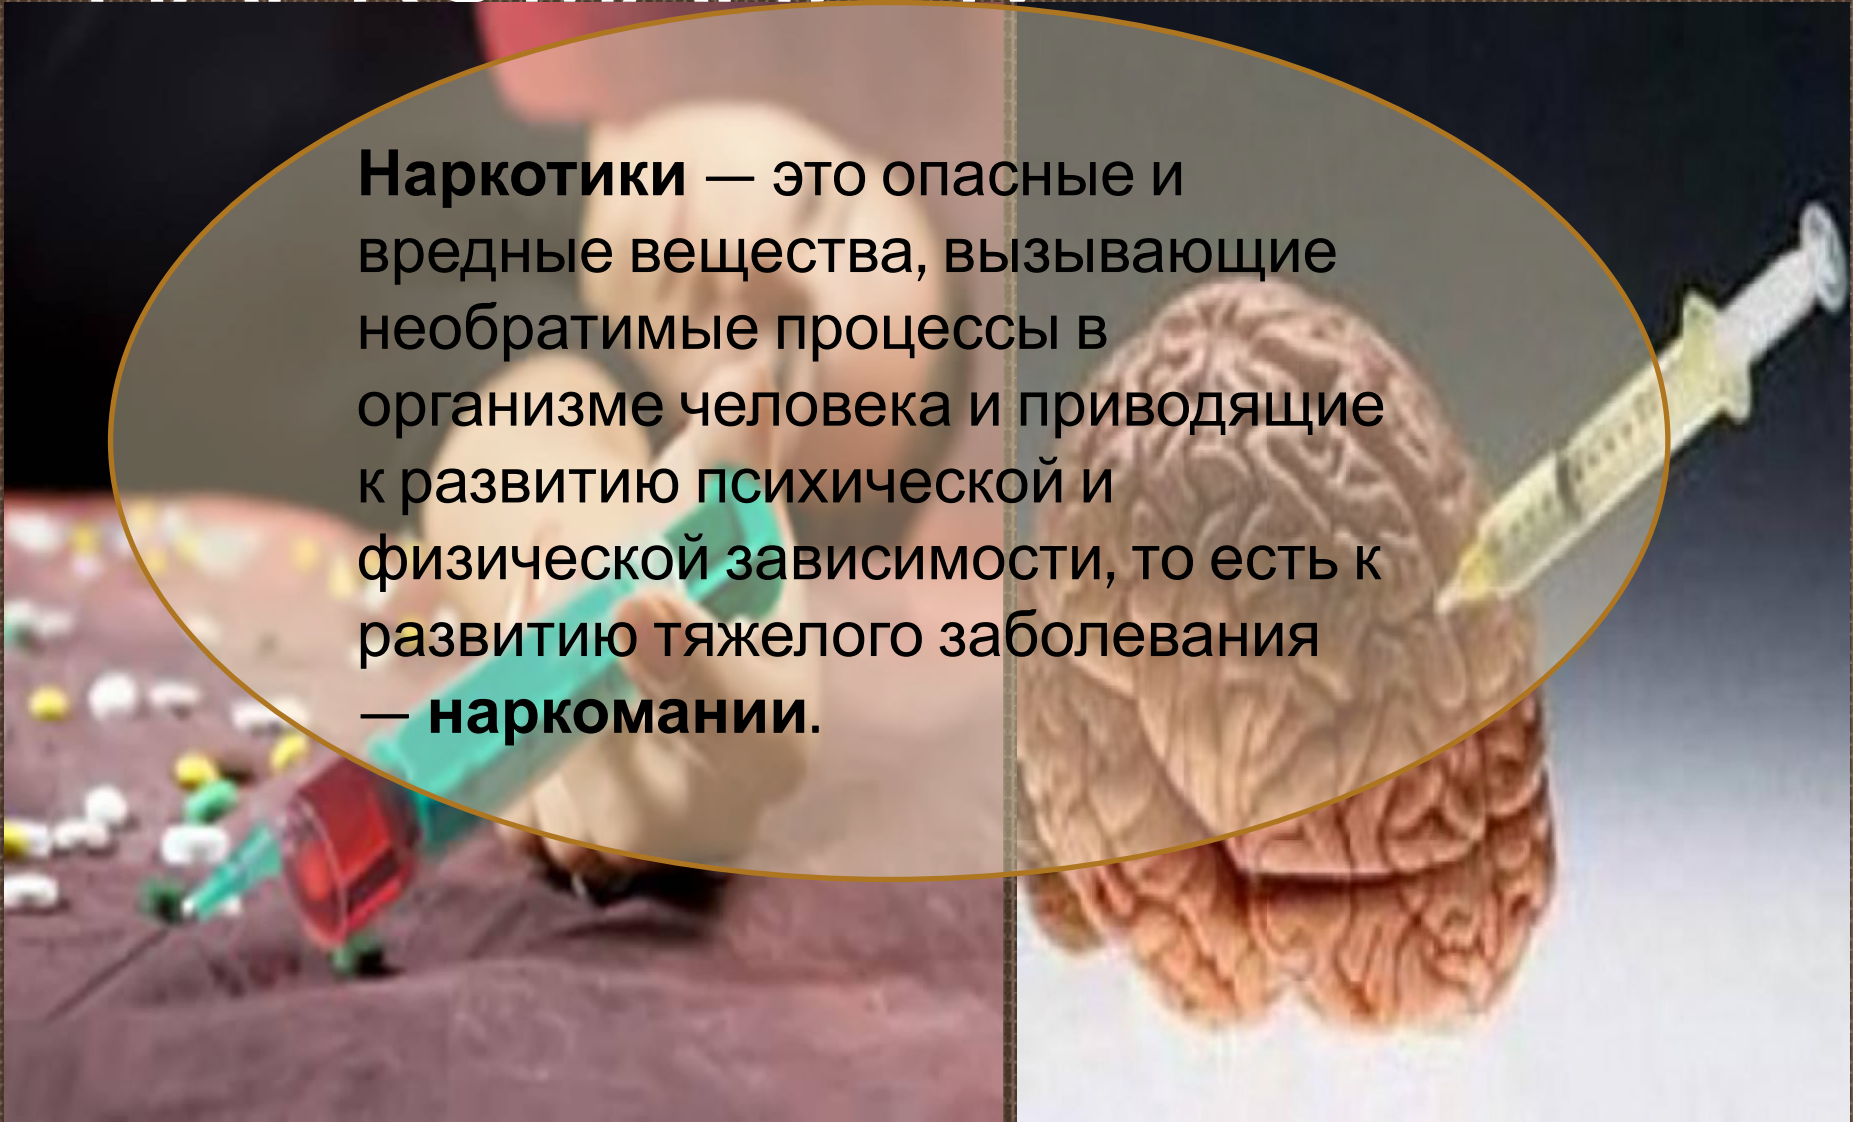 Наркотики — это опасные и
вредные вещества, вызывающие
необратимые процессы в
организме человека и приводящие
к развитию психической и
физической зависимости, то есть к
развитию тяжелого заболевания
— наркомании.